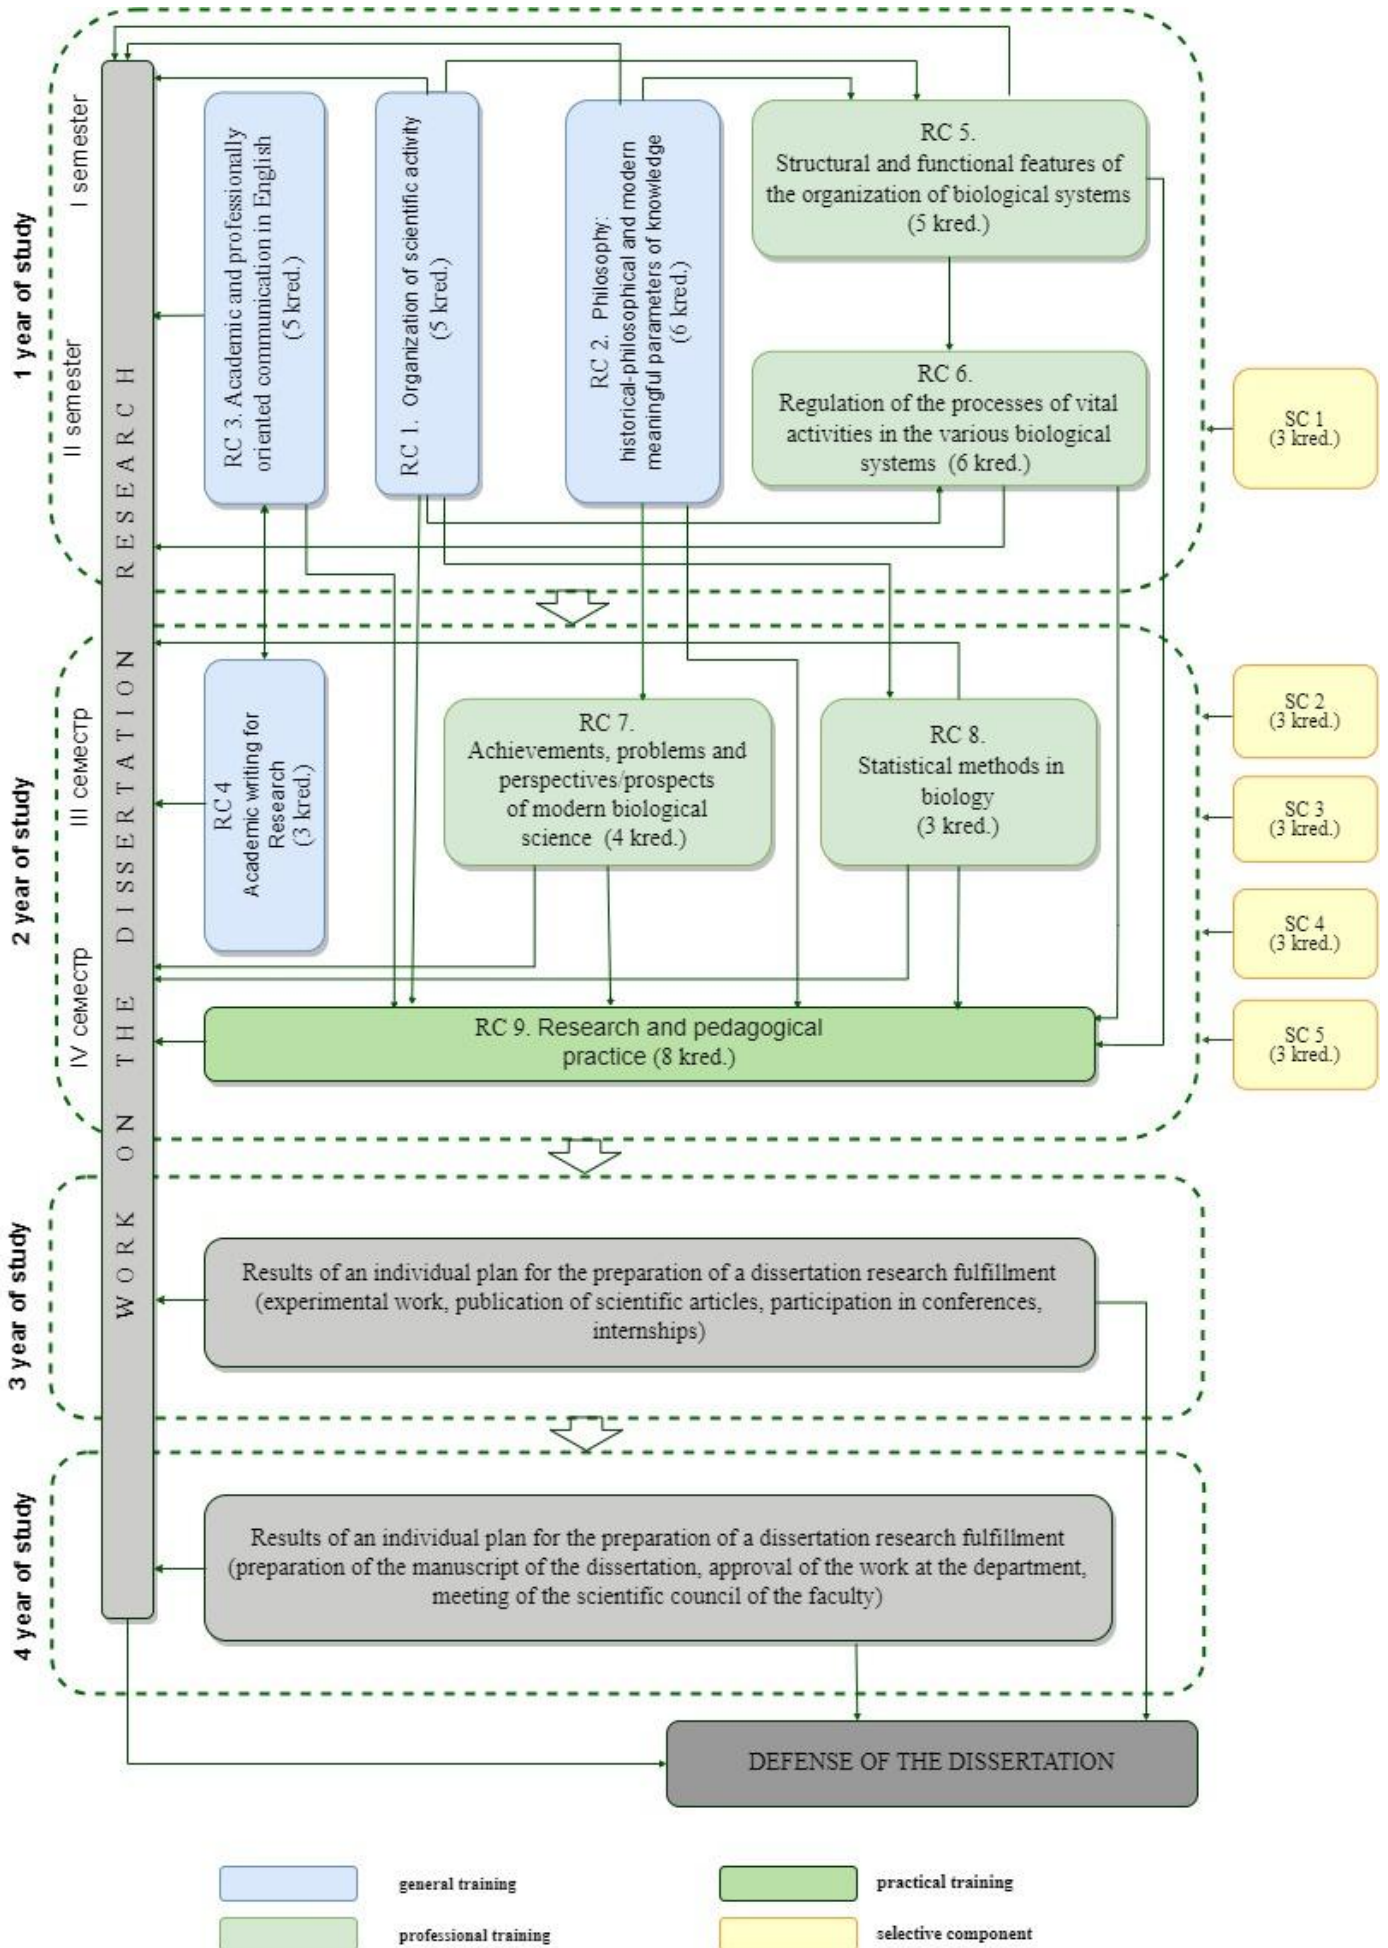 1 year of study
I semester
II semester
WORK ON THE DISSERTATION RESEARCH
RC 3. Academic and professionally
oriented communication in English
(5 kred.)
RC 1. Organization of scientific activity
(5 kred.)
RC 2. Philosophy:
historical-philosophical and modern
meaningful parameters of knowledge
(6 kred.)
RC 5.
Structural and functional features of
the organization of biological systems
(5 kred.)
RC 6.
Regulation of the processes of vital
activities in the various biological
systems (6 kred.)
SC 1
(3 kred.)
2 year of study
III семестр
IV семестр
RC 4
Academic writing for
Research
(3 kred.)
RC 7.
Achievements, problems and
perspectives/prospects
of modern biological
science (4 kred.)
RC 8.
Statistical methods in
biology
(3 kred.)
SC 2
(3 kred.)
SC 3
(3 kred.)
SC 4
(3 kred.)
SC 5
(3 kred.)
RC 9. Research and pedagogical
practice (8 kred.)
3 year of study
Results of an individual plan for the preparation of a dissertation research fulfillment
(experimental work, publication of scientific articles, participation in conferences,
internships)
4 year of study
Results of an individual plan for the preparation of a dissertation research fulfillment
(preparation of the manuscript of the dissertation, approval of the work at the department,
meeting of the scientific council of the faculty)
DEFENSE OF THE DISSERTATION
general training
practical training
professional training
selective component